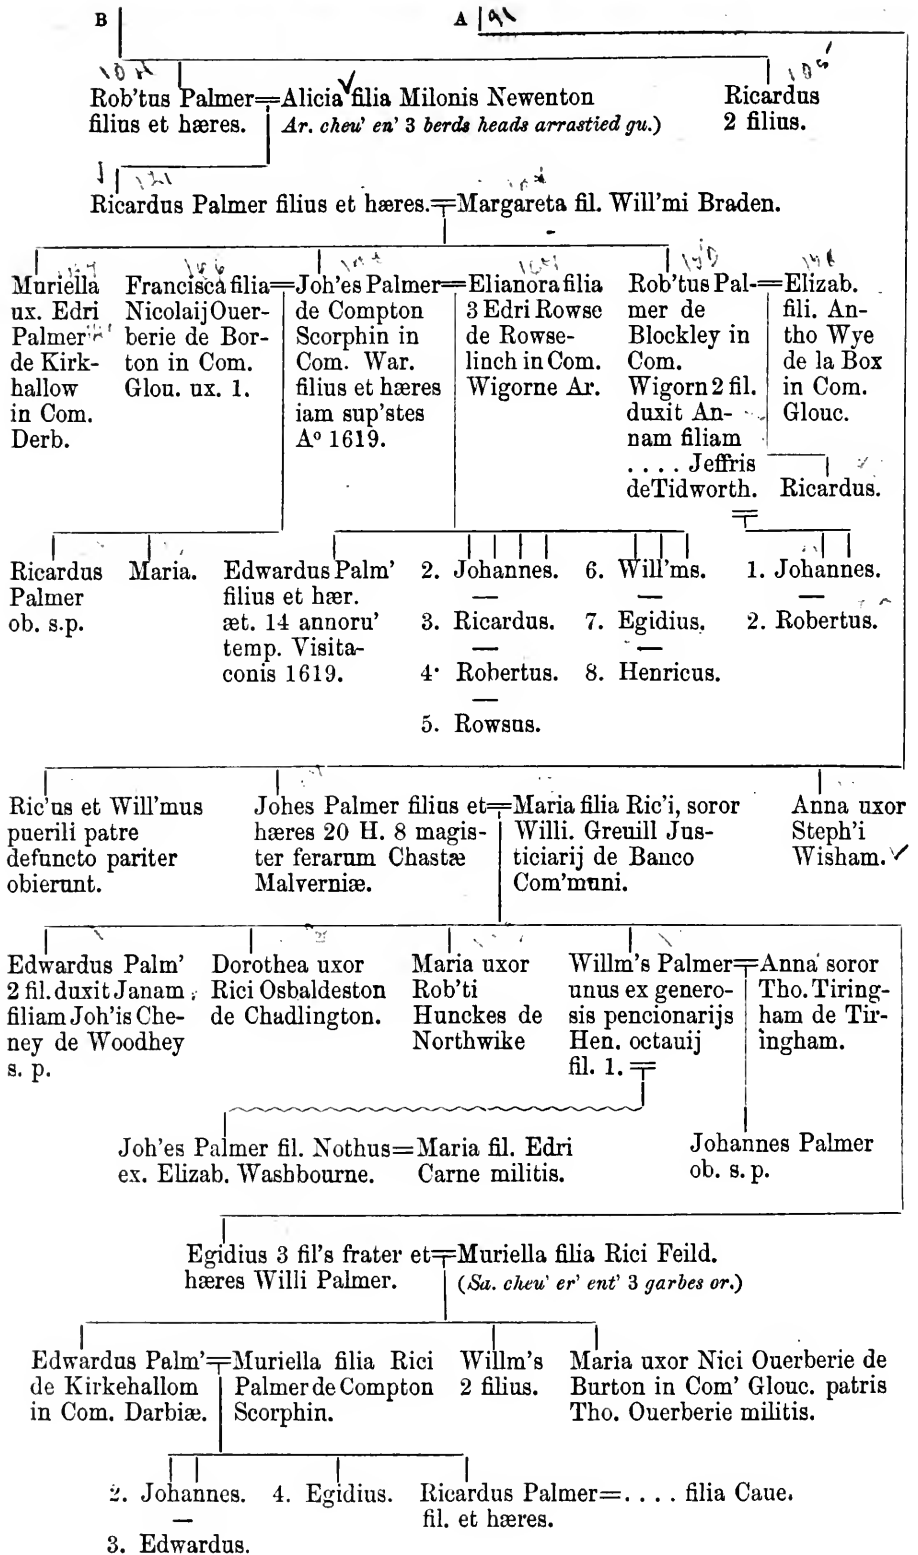 B
A
Rob'tus Palmer=Alicia filia Milonis Newenton
filius et hæres.
Ar. cheu' en' 3 berds heads arrastied gu.)
Ricardus
2 filius.
Ricardus Palmer filius et hæres.=Margareta fil. Will'mi Braden.
Muriella
ux. Edri
Palmer
de Kirk-
hallow
in Com.
Derb.
Francisca filia=
Nicolaij Ouer-
berie de Bor-
ton in Com.
Glou. ux. 1.
Joh'es Palmer=
de Compton
Scorphin in
Com. War.
filius et hæres
iam sup'stes
Aº 1619.
Elianora filia
3 Edri Rowse
de Rowse-
linch in Com.
Wigorne Ar.
Rob'tus Pal-=
mer de
Blockley in
Com.
Wigorn 2 fil.
duxit An-
nam filiam
. . . . Jeffris
de Tidworth.
Elizab.
fili. An-
tho Wye
de la Box
in Com.
Glouc.
Ricardus.
Ricardus
Palmer
ob. s.p.
Maria.
Edwardus Palm'
filius et hær.
æt. 14 annoru'
temp. Visita-
conis 1619.
2. Johannes.
3. Ricardus.
4. Robertus.
5. Rowsus.
6. Will'ms.
7. Egidius.
8. Henricus.
1. Johannes.
2. Robertus.
Ric'us et Will'mus
puerili patre
defuncto pariter
obierunt.
Johes Palmer filius et=
hæres 20 H. 8 magis-
ter ferarum Chastæ
Malverniæ.
Maria filia Ric'i, soror
Willi. Greuill Jus-
ticiarij de Banco
Com'muni.
Anna uxor
Steph'i
Wisham.
Edwardus Palm'
2 fil. duxit Janam
filiam Joh'is Che-
ney de Woodhey
s. p.
Dorothea uxor
Rici Osbaldeston
de Chadlington.
Maria uxor
Rob'ti
Hunckes de
Northwike
Willm's Palmer=
unus ex genero-
sis pencionarijs
Hen. octauij
fil. 1.
Anna soror
Tho. Tiring-
ham de Tir-
ingham.
Joh'es Palmer fil. Nothus=Maria fil. Edri
ex. Elizab. Washbourne.
Carne militis.
Johannes Palmer
ob. s. p.
Egidius 3 fil's frater et=Muriella filia Rici Feild.
hæres Willi Palmer.
(Sa. cheu' er' ent' 3 garbes or.)
Edwardus Palm'=
de Kirkehallom
in Com. Darbiæ.
Muriella filia Rici
Palmer de Compton
Scorphin.
Willm's
2 filius.
Maria uxor Nici Ouerberie de
Burton in Com' Glouc. patris
Tho. Ouerberie militis.
2. Johannes.
3. Edwardus.
4. Egidius.
Ricardus Palmer=. . . . filia Caue.
fil. et hæres.